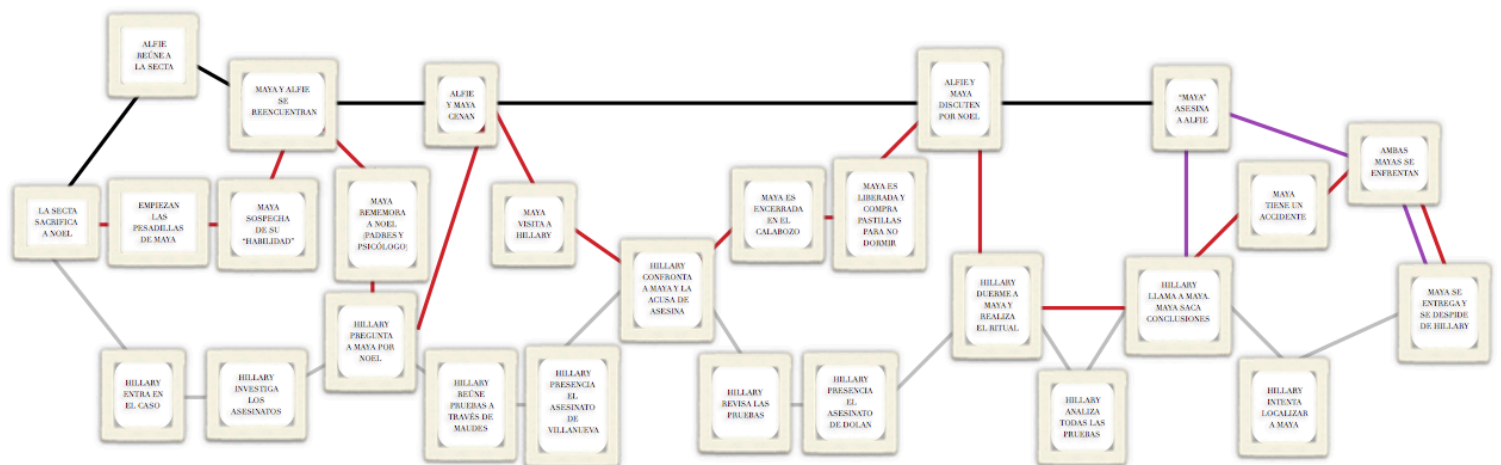 ALFIE
REÚNE A
LA SECTA
MAYA Y ALFIE
SE
REENCUENTRAN
ALFIE
Y MAYA
CENAN
ALFIE Y
MAYA
DISCUTEN
POR NOEL
"MAYA"
ASESINA
A ALFIE
AMBAS
MAYAS SE
ENFRENTAN
LA SECTA
SACRIFICA
A NOEL
EMPIEZAN
LAS
PESADILLAS
DE MAYA
MAYA
SOSPECHA
DE SU
"HABILIDAD"
MAYA
REMEMORA
A NOEL
(PADRES Y
PSICÓLOGO)
MAYA
VISITA A
HILLARY
MAYA ES
ENCERRADA
EN EL
CALABOZO
MAYA ES
LIBERADA Y
COMPRA
PASTILLAS
PARA NO
DORMIR
MAYA
TIENE UN
ACCIDENTE
HILLARY
CONFRONTA
A MAYA Y LA
ACUSA DE
ASESINA
HILLARY
DUERME A
MAYA Y
REALIZA
EL RITUAL
HILLARY
LLAMA A MAYA.
MAYA SACA
CONCLUSIONES
MAYA SE
ENTREGA Y
SE DESPIDE
DE HILLARY
HILLARY
PREGUNTA
A MAYA POR
NOEL
HILLARY
ENTRA EN
EL CASO
HILLARY
INVESTIGA
LOS
ASESINATOS
HILLARY
REÚNE
PRUEBAS A
TRAVÉS DE
MAUDES
HILLARY
PRESENCIA
EL
ASESINATO
DE
VILLANUEVA
HILLARY
REVISA LAS
PRUEBAS
HILLARY
PRESENCIA
EL
ASESINATO
DE DOLAN
HILLARY
ANALIZA
TODAS LAS
PRUEBAS
HILLARY
INTENTA
LOCALIZAR
A MAYA